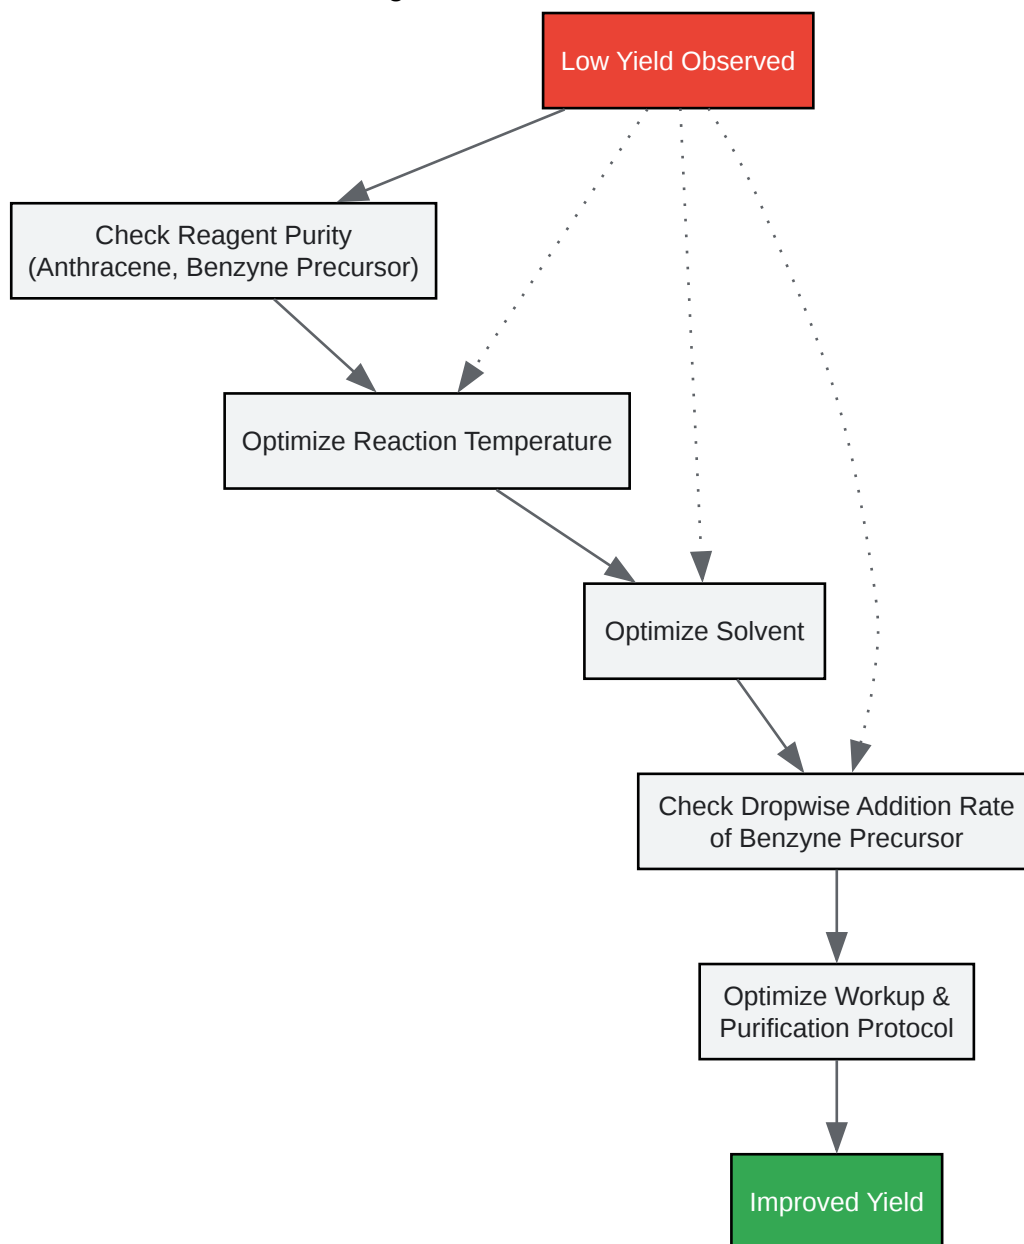 Low Yield Observed
Check Reagent Purity
(Anthracene, Benzyne Precursor)
Optimize Reaction Temperature
Optimize Solvent
Check Dropwise Addition Rate
of Benzyne Precursor
Optimize Workup &
Purification Protocol
Improved Yield